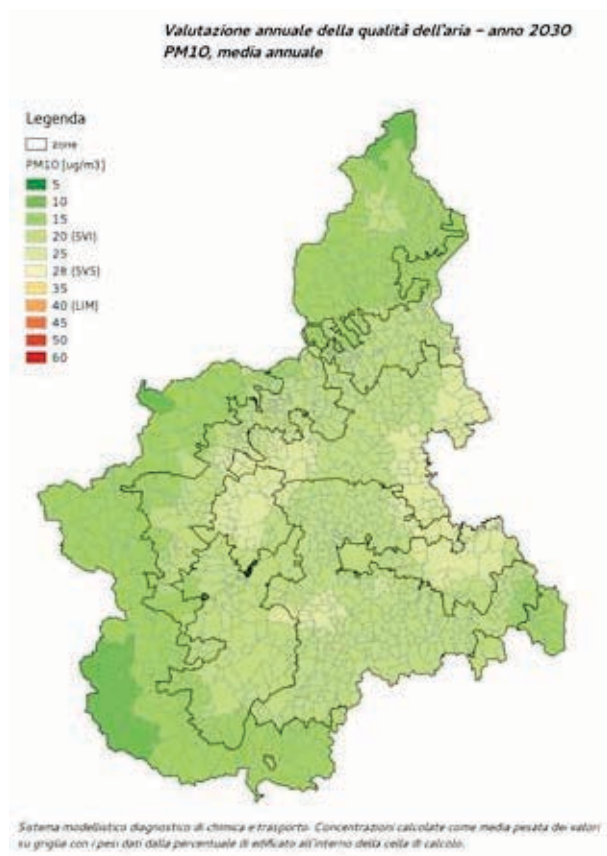 Valutazione annuale della qualità dell'aria – anno 2030
PM10, media annuale
Legenda
zone
PM10 [ug/m3]
5
10
15
20 (SVI)
25
28 (SVS)
35
40 (LIM)
45
50
60
Sistema modellistico diagnostico di chimica e trasporto. Concentrazioni calcolate come media pesata dei valori
su griglia con i pesi dati dalla percentuale di edificato all'interno della cella di calcolo.